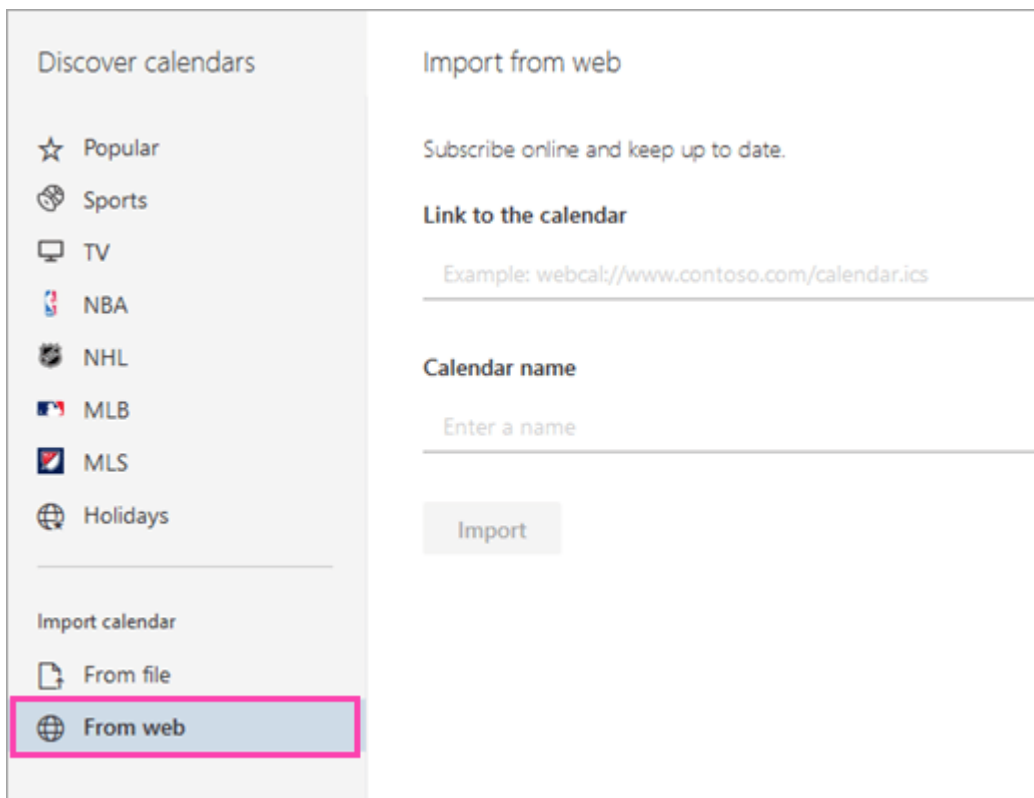 Discover calendars
Popular
Sports
TV
NBA
NHL
MLB
MLS
Holidays
Import calendar
From file
From web
Import from web
Subscribe online and keep up to date.
Link to the calendar
Example: webcal://www.contoso.com/calendar.ics
Calendar name
Enter a name
Import